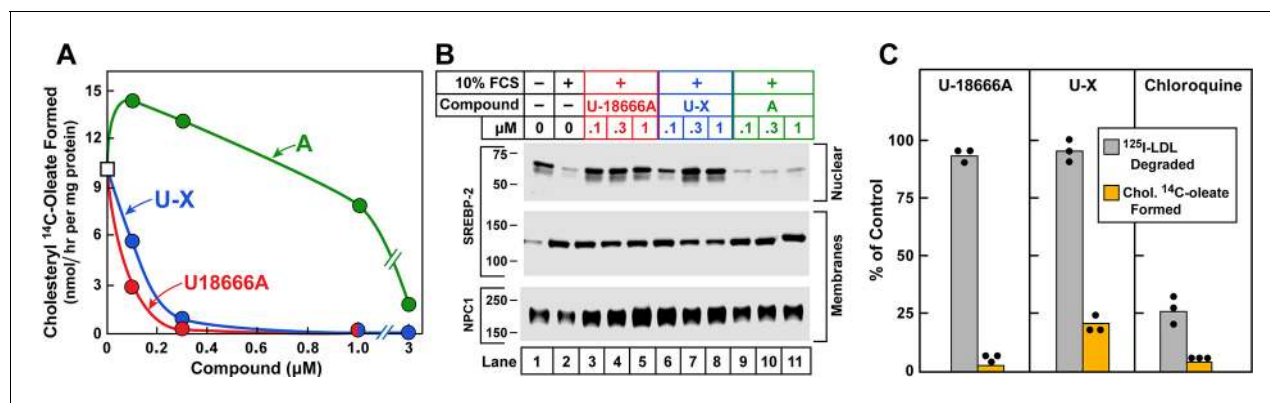 A
Cholesteryl ¹⁴C-Oleate Formed
(nmol/ hr per mg protein)
15
12
9
6
3
0
A
U-X
U18666A
0 0.2 0.4 0.6 0.8 1.0 3
Compound (µM)
B
10% FCS − + + + +
Compound − − U-18666A U-X A
µM 0 0 .1 .3 1 .1 .3 1 .1 .3 1
SREBP-2
75
50
Nuclear
150
100
Membranes
NPC1
250
150
Lane 1 2 3 4 5 6 7 8 9 10 11
C
U-18666A U-X Chloroquine
% of Control
100
75
50
25
0
¹²⁵I-LDL
Degraded
Chol. ¹⁴C-oleate
Formed